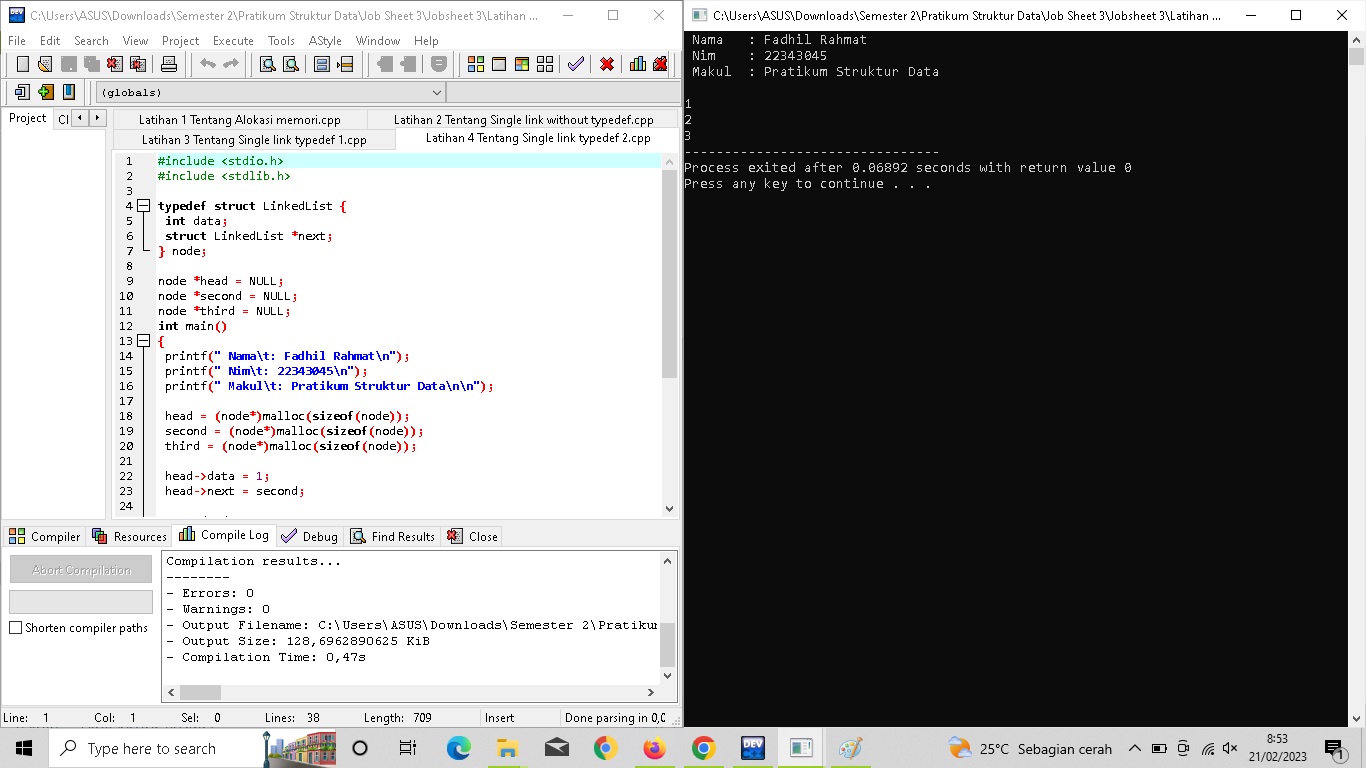 C:\Users\ASUS\Downloads\Semester 2\Pratikum Struktur Data\Job Sheet 3\Jobsheet 3\Latihan ...
File Edit Search View Project Execute Tools AStyle Window Help
(globals)
Project Cl
Latihan 1 Tentang Alokasi memori.cpp Latihan 2 Tentang Single link without typedef.cpp
Latihan 3 Tentang Single link typedef 1.cpp Latihan 4 Tentang Single link typedef 2.cpp
1 #include <stdio.h>
2 #include <stdlib.h>
3
4 typedef struct LinkedList {
5 int data;
6 struct LinkedList *next;
7 } node;
8
9 node *head = NULL;
10 node *second = NULL;
11 node *third = NULL;
12 int main()
13 {
14 printf(" Nama\t: Fadhil Rahmat\n");
15 printf(" Nim\t: 22343045\n");
16 printf(" Makul\t: Pratikum Struktur Data\n\n");
17
18 head = (node*)malloc(sizeof(node));
19 second = (node*)malloc(sizeof(node));
20 third = (node*)malloc(sizeof(node));
21
22 head->data = 1;
23 head->next = second;
24
Compiler Resources Compile Log Debug Find Results Close
Abort Compilation
Shorten compiler paths
Compilation results...
--------
- Errors: 0
- Warnings: 0
- Output Filename: C:\Users\ASUS\Downloads\Semester 2\Pratikum
- Output Size: 128,6962890625 KiB
- Compilation Time: 0,47s
Line: 1 Col: 1 Sel: 0 Lines: 38 Length: 709 Insert Done parsing in 0,0
C:\Users\ASUS\Downloads\Semester 2\Pratikum Struktur Data\Job Sheet 3\Jobsheet 3\Latihan ...
Nama : Fadhil Rahmat
Nim : 22343045
Makul : Pratikum Struktur Data
1
2
3
--------------------------------
Process exited after 0.06892 seconds with return value 0
Press any key to continue . . .
Type here to search
DEV
25°C Sebagian cerah
8:53
21/02/2023
1